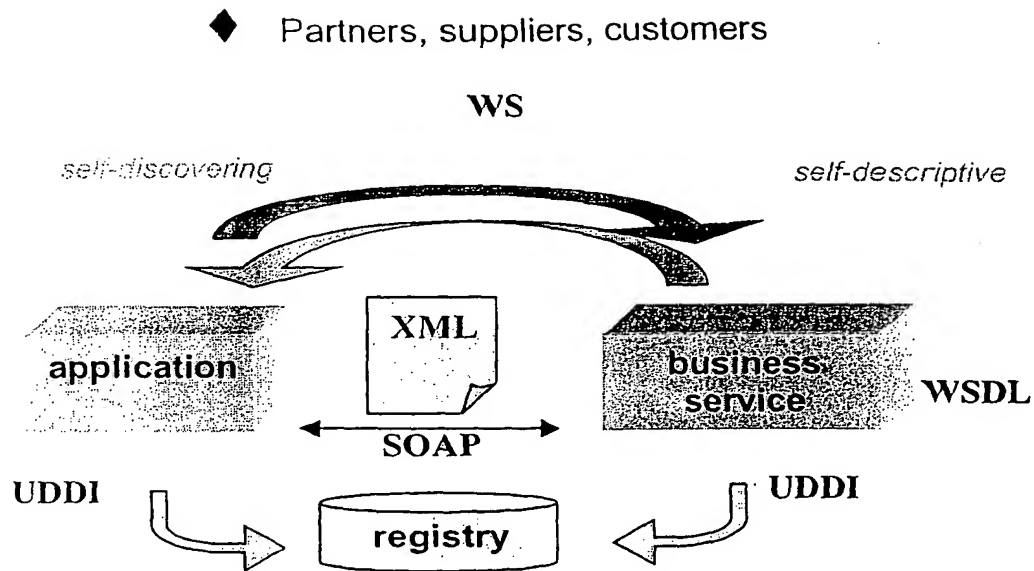 Partners, suppliers, customers
WS
self-discovering
self-descriptive
XML
application
business
service
WSDL
SOAP
UDDI
UDDI
registry